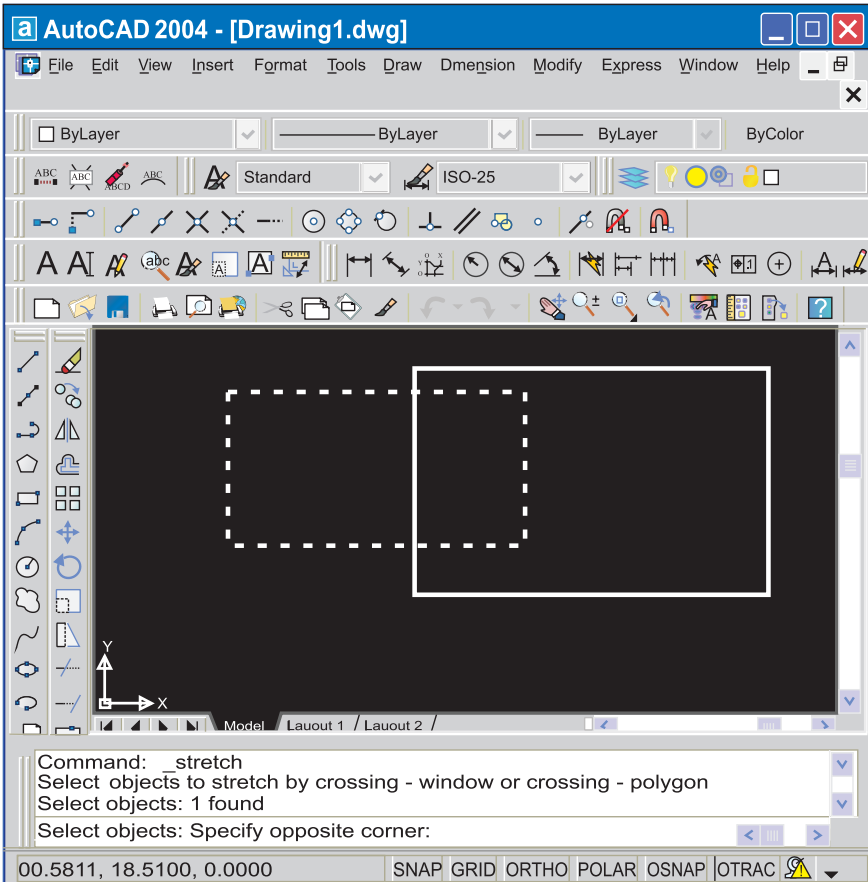 a AutoCAD 2004 - [Drawing1.dwg]
File Edit View Insert Format Tools Draw Dmension Modify Express Window Help
ByLayer ByLayer ByLayer ByColor
ABC ABC ABCD ABC A Standard ISO-25
A AI A abc A A A A A
A ?
Y
X
Model Lauout 1 / Lauout 2 /
Command: _stretch
Select objects to stretch by crossing - window or crossing - polygon
Select objects: 1 found
Select objects: Specify opposite corner:
00.5811, 18.5100, 0.0000 SNAP GRID ORTHO POLAR OSNAP OTRAC